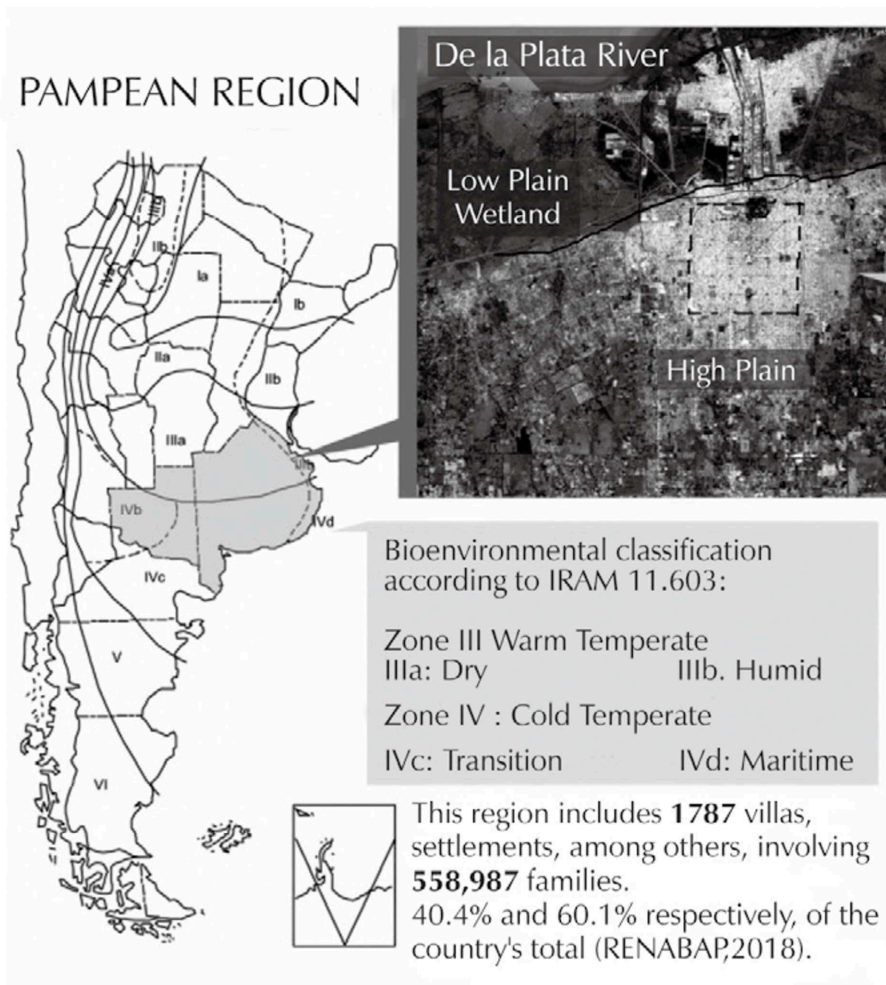 PAMPEAN REGION
De la Plata River
Low Plain
Wetland
High Plain
IIb
Ia
Ib
IIa
IIb
IIIa
IVb
IVd
IVc
V
VI
Bioenvironmental classification
according to IRAM 11.603:
Zone III Warm Temperate
IIIa: Dry IIIb. Humid
Zone IV : Cold Temperate
IVc: Transition IVd: Maritime
This region includes 1787 villas,
settlements, among others, involving
558,987 families.
40.4% and 60.1% respectively, of the
country's total (RENABAP,2018).